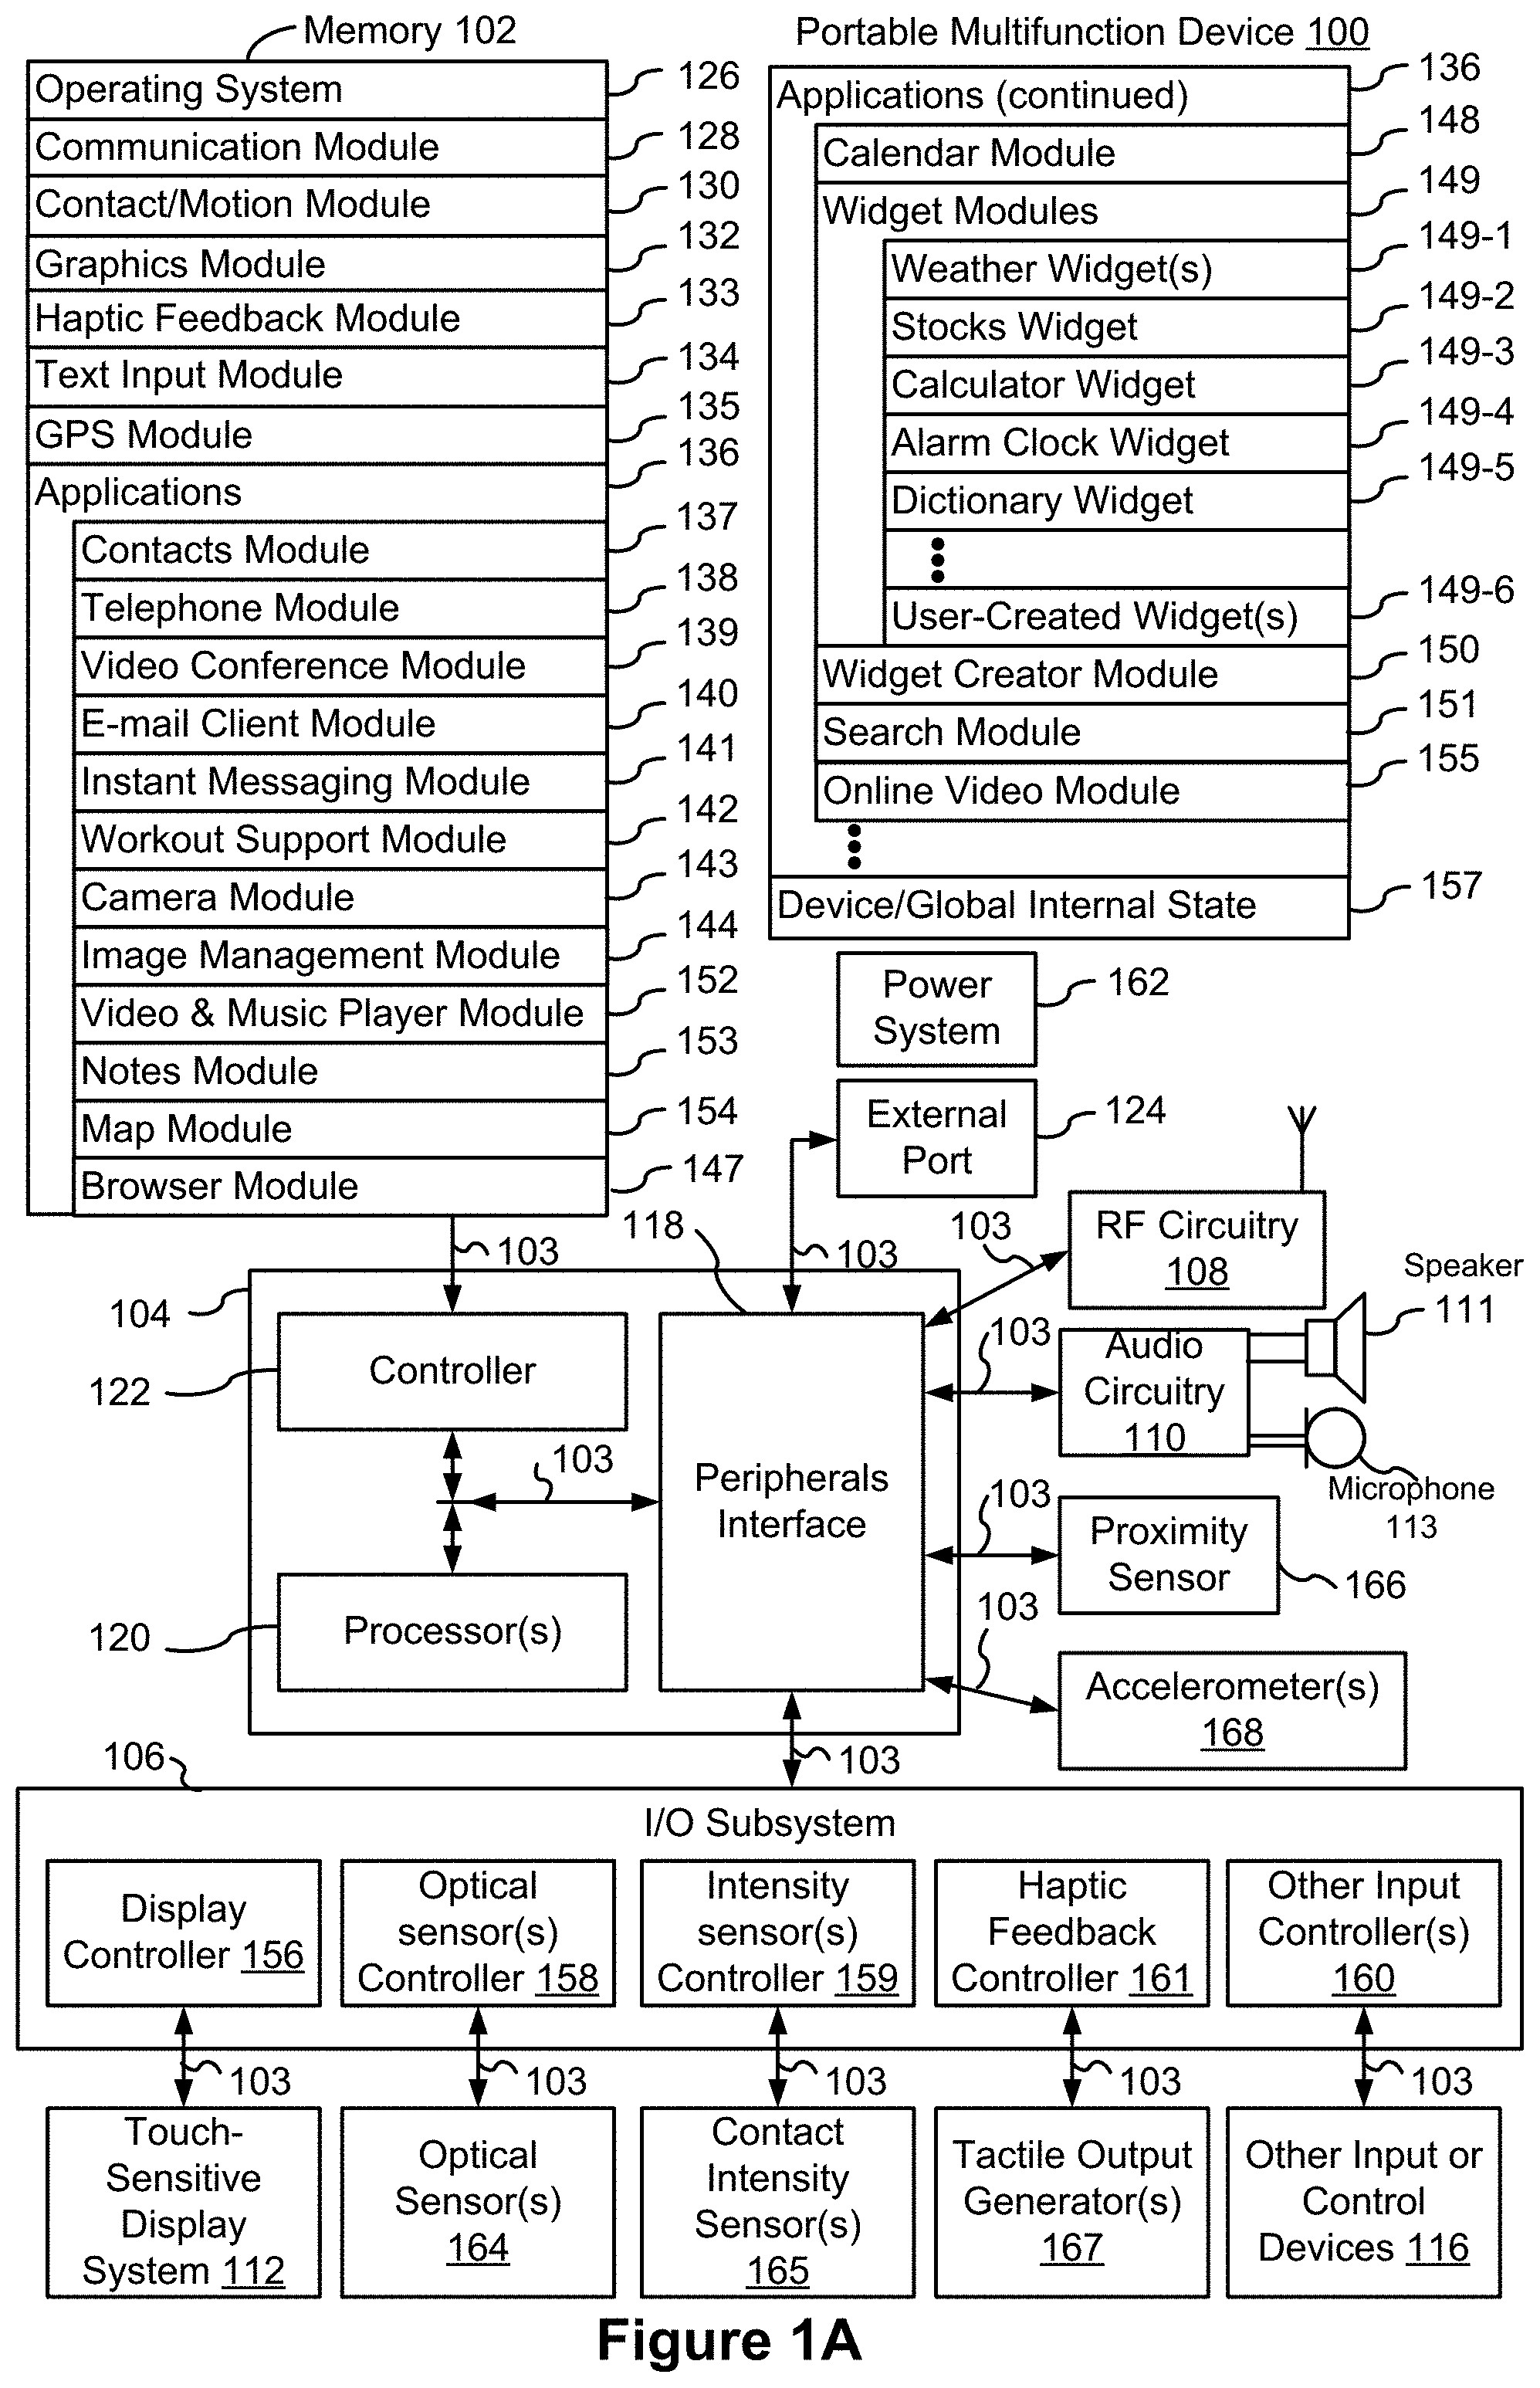 Memory 102
Operating System 126
Communication Module 128
Contact/Motion Module 130
Graphics Module 132
Haptic Feedback Module 133
Text Input Module 134
GPS Module 135
Applications 136
Contacts Module 137
Telephone Module 138
Video Conference Module 139
E-mail Client Module 140
Instant Messaging Module 141
Workout Support Module 142
Camera Module 143
Image Management Module 144
Video & Music Player Module 152
Notes Module 153
Map Module 154
Browser Module 147
Portable Multifunction Device 100
Applications (continued) 136
Calendar Module 148
Widget Modules 149
Weather Widget(s) 149-1
Stocks Widget 149-2
Calculator Widget 149-3
Alarm Clock Widget 149-4
Dictionary Widget 149-5
User-Created Widget(s) 149-6
Widget Creator Module 150
Search Module 151
Online Video Module 155
Device/Global Internal State 157
Power
System
162
External
Port
124
103
118
103
103
RF Circuitry
108
104
Controller
122
103
Peripherals
Interface
Processor(s)
120
103
Audio
Circuitry
110
Speaker
111
Microphone
113
103
Proximity
Sensor
166
103
Accelerometer(s)
168
103
106
I/O Subsystem
Display
Controller 156
Optical
sensor(s)
Controller 158
Intensity
sensor(s)
Controller 159
Haptic
Feedback
Controller 161
Other Input
Controller(s)
160
103
103
103
103
103
Touch-
Sensitive
Display
System 112
Optical
Sensor(s)
164
Contact
Intensity
Sensor(s)
165
Tactile Output
Generator(s)
167
Other Input or
Control
Devices 116
Figure 1A